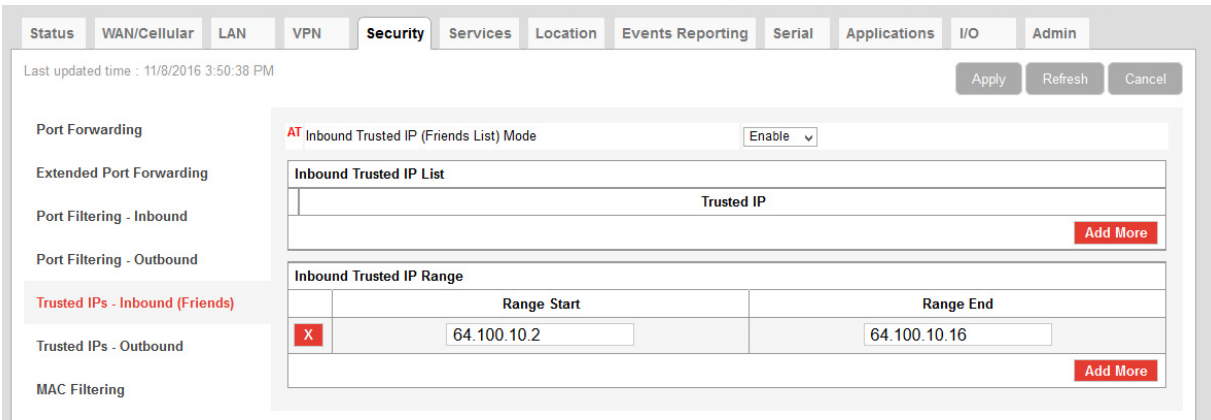 Status WAN/Cellular LAN VPN Security Services Location Events Reporting Serial Applications I/O Admin
Last updated time : 11/8/2016 3:50:38 PM
Apply Refresh Cancel
Port Forwarding
Extended Port Forwarding
Port Filtering - Inbound
Port Filtering - Outbound
Trusted IPs - Inbound (Friends)
Trusted IPs - Outbound
MAC Filtering
AT Inbound Trusted IP (Friends List) Mode Enable
Inbound Trusted IP List
Trusted IP
Add More
Inbound Trusted IP Range
Range Start Range End
X 64.100.10.2 64.100.10.16
Add More